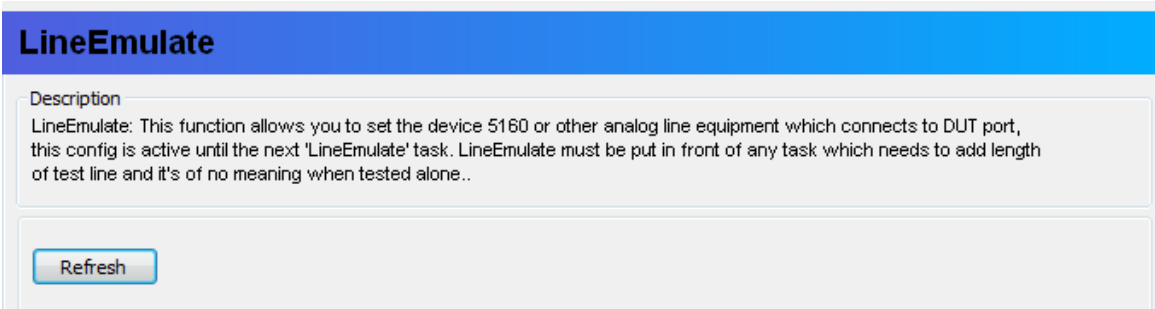 LineEmulate
Description
LineEmulate: This function allows you to set the device 5160 or other analog line equipment which connects to DUT port,
this config is active until the next 'LineEmulate' task. LineEmulate must be put in front of any task which needs to add length
of test line and it's of no meaning when tested alone..
Refresh